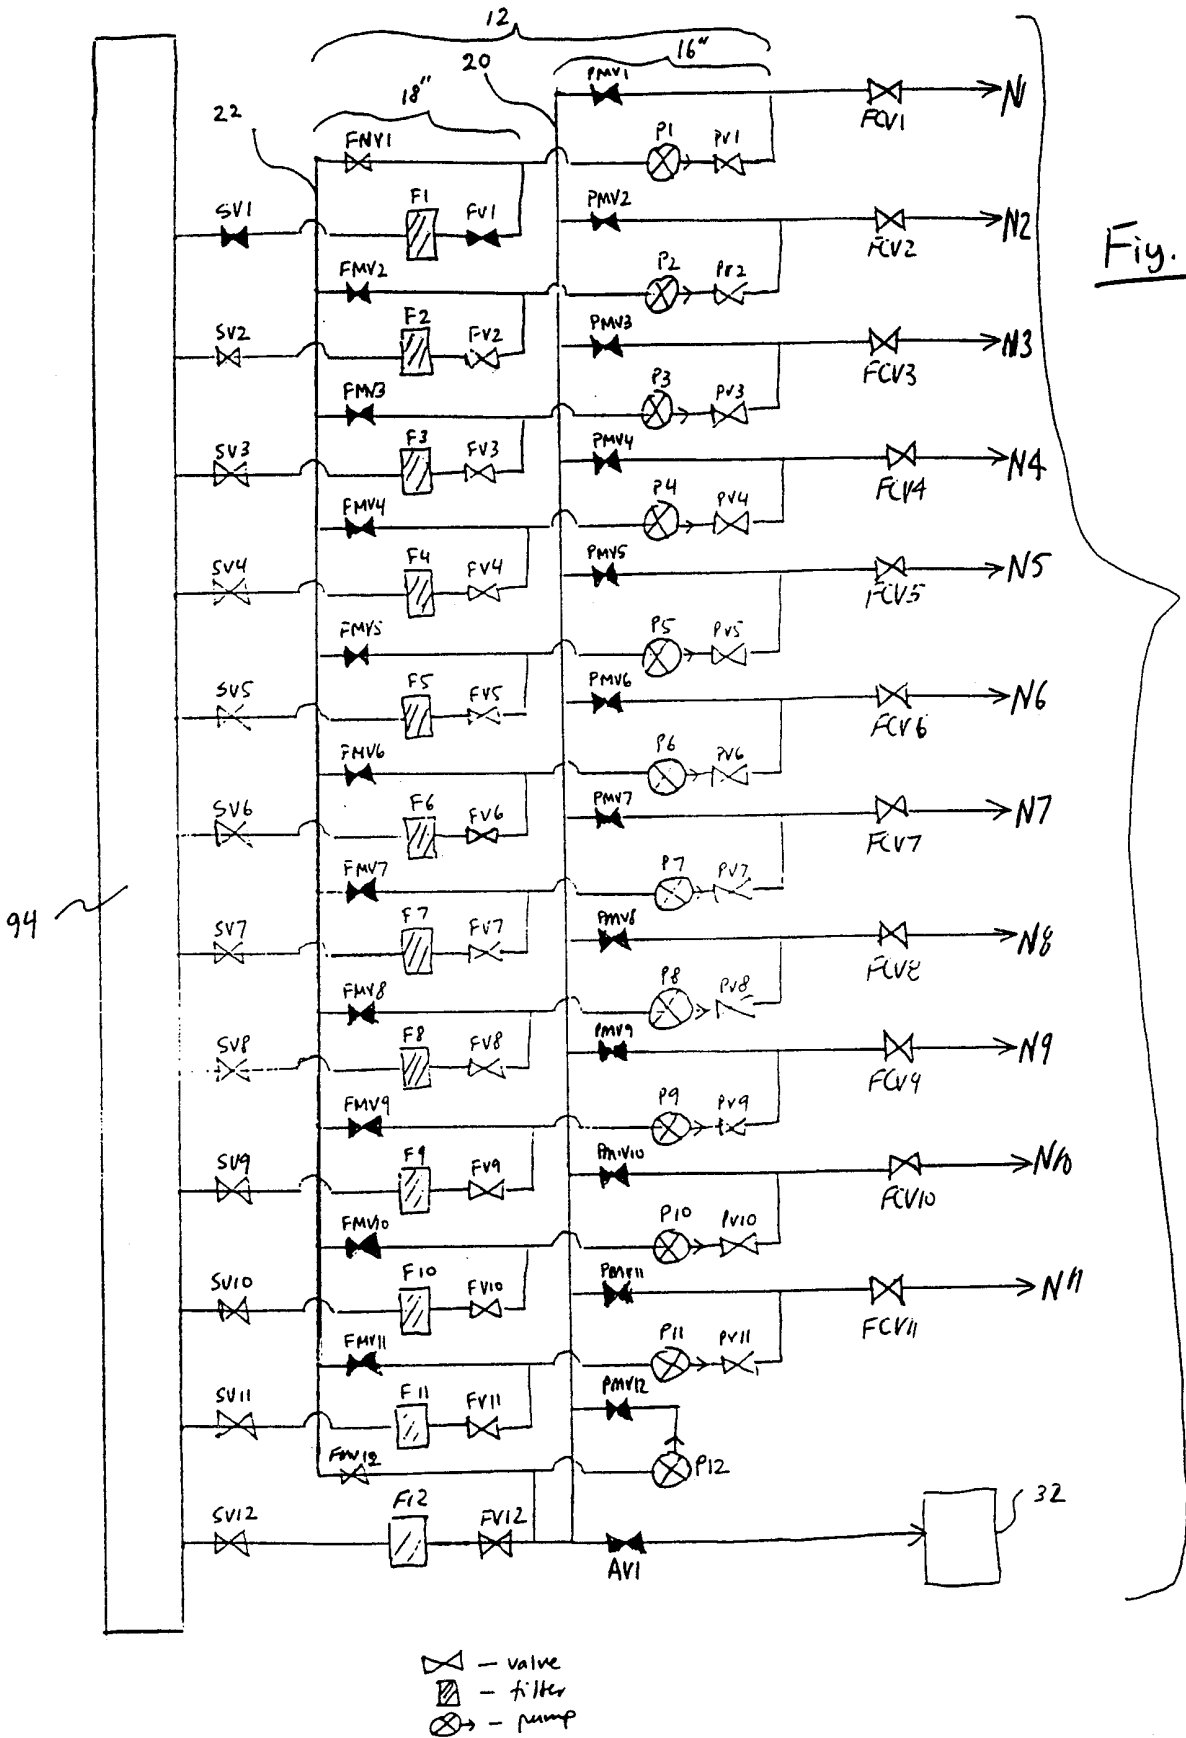 12
16"
20
PMV1
N1
18"
FCV1
22
FNV1
P1
PV1
SV1
F1
FV1
PMV2
N2
FCV2
Fig.
FMV2
P2
PV2
SV2
F2
FV2
PMV3
N3
FCV3
FMV3
P3
PV3
SV3
F3
FV3
PMV4
N4
FCV4
FMV4
P4
PV4
SV4
F4
FV4
PMV5
N5
FCV5
FMV5
P5
PV5
SV5
F5
FV5
PMV6
N6
FCV6
FMV6
P6
PV6
SV6
F6
FV6
PMV7
N7
FCV7
FMV7
P7
PV7
94
SV7
F7
FV7
PMV8
N8
FCV8
FMV8
P8
PV8
SV8
F8
FV8
PMV9
N9
FCV9
FMV9
P9
PV9
SV9
F9
FV9
PMV10
N10
FCV10
FMV10
P10
PV10
SV10
F10
FV10
PMV11
N11
FCV11
FMV11
P11
PV11
SV11
F11
FV11
PMV12
FMV12
P12
SV12
F12
FV12
32
AV1
— valve
— filter
— pump